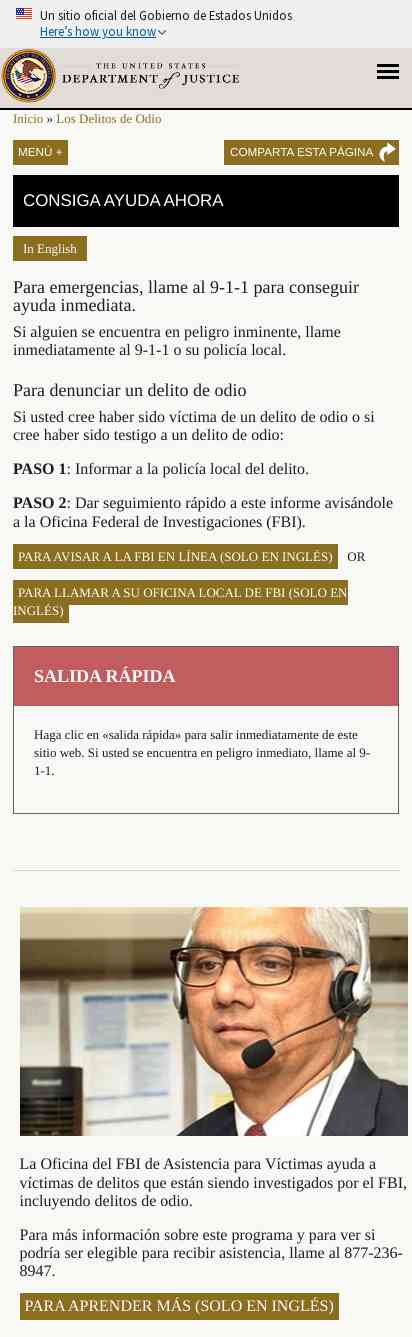 Un sitio oficial del Gobierno de Estados Unidos
Here's how you know
THE UNITED STATES
DEPARTMENT of JUSTICE
Inicio » Los Delitos de Odio
MENÚ +
COMPARTA ESTA PÁGINA
CONSIGA AYUDA AHORA
In English
Para emergencias, llame al 9-1-1 para conseguir
ayuda inmediata.
Si alguien se encuentra en peligro inminente, llame
inmediatamente al 9-1-1 o su policía local.
Para denunciar un delito de odio
Si usted cree haber sido víctima de un delito de odio o si
cree haber sido testigo a un delito de odio:
PASO 1: Informar a la policía local del delito.
PASO 2: Dar seguimiento rápido a este informe avisándole
a la Oficina Federal de Investigaciones (FBI).
PARA AVISAR A LA FBI EN LÍNEA (SOLO EN INGLÉS) OR
PARA LLAMAR A SU OFICINA LOCAL DE FBI (SOLO EN
INGLÉS)
SALIDA RÁPIDA
Haga clic en «salida rápida» para salir inmediatamente de este
sitio web. Si usted se encuentra en peligro inmediato, llame al 9-
1-1.
La Oficina del FBI de Asistencia para Víctimas ayuda a
víctimas de delitos que están siendo investigados por el FBI,
incluyendo delitos de odio.
Para más información sobre este programa y para ver si
podría ser elegible para recibir asistencia, llame al 877-236-
8947.
PARA APRENDER MÁS (SOLO EN INGLÉS)